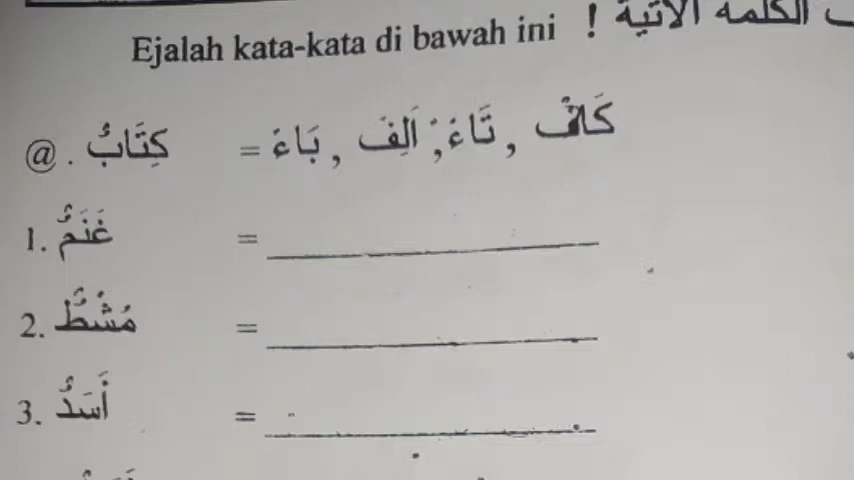 Ejalah kata-kata di bawah ini ! الكلمة الآتية
@ . كِتَابٌ = كَافْ , تَاءَ, اَلِفَ , بَاءَ
1. غَنَمٌ =
2. مُشْطٌ =
3. أَسَدٌ =